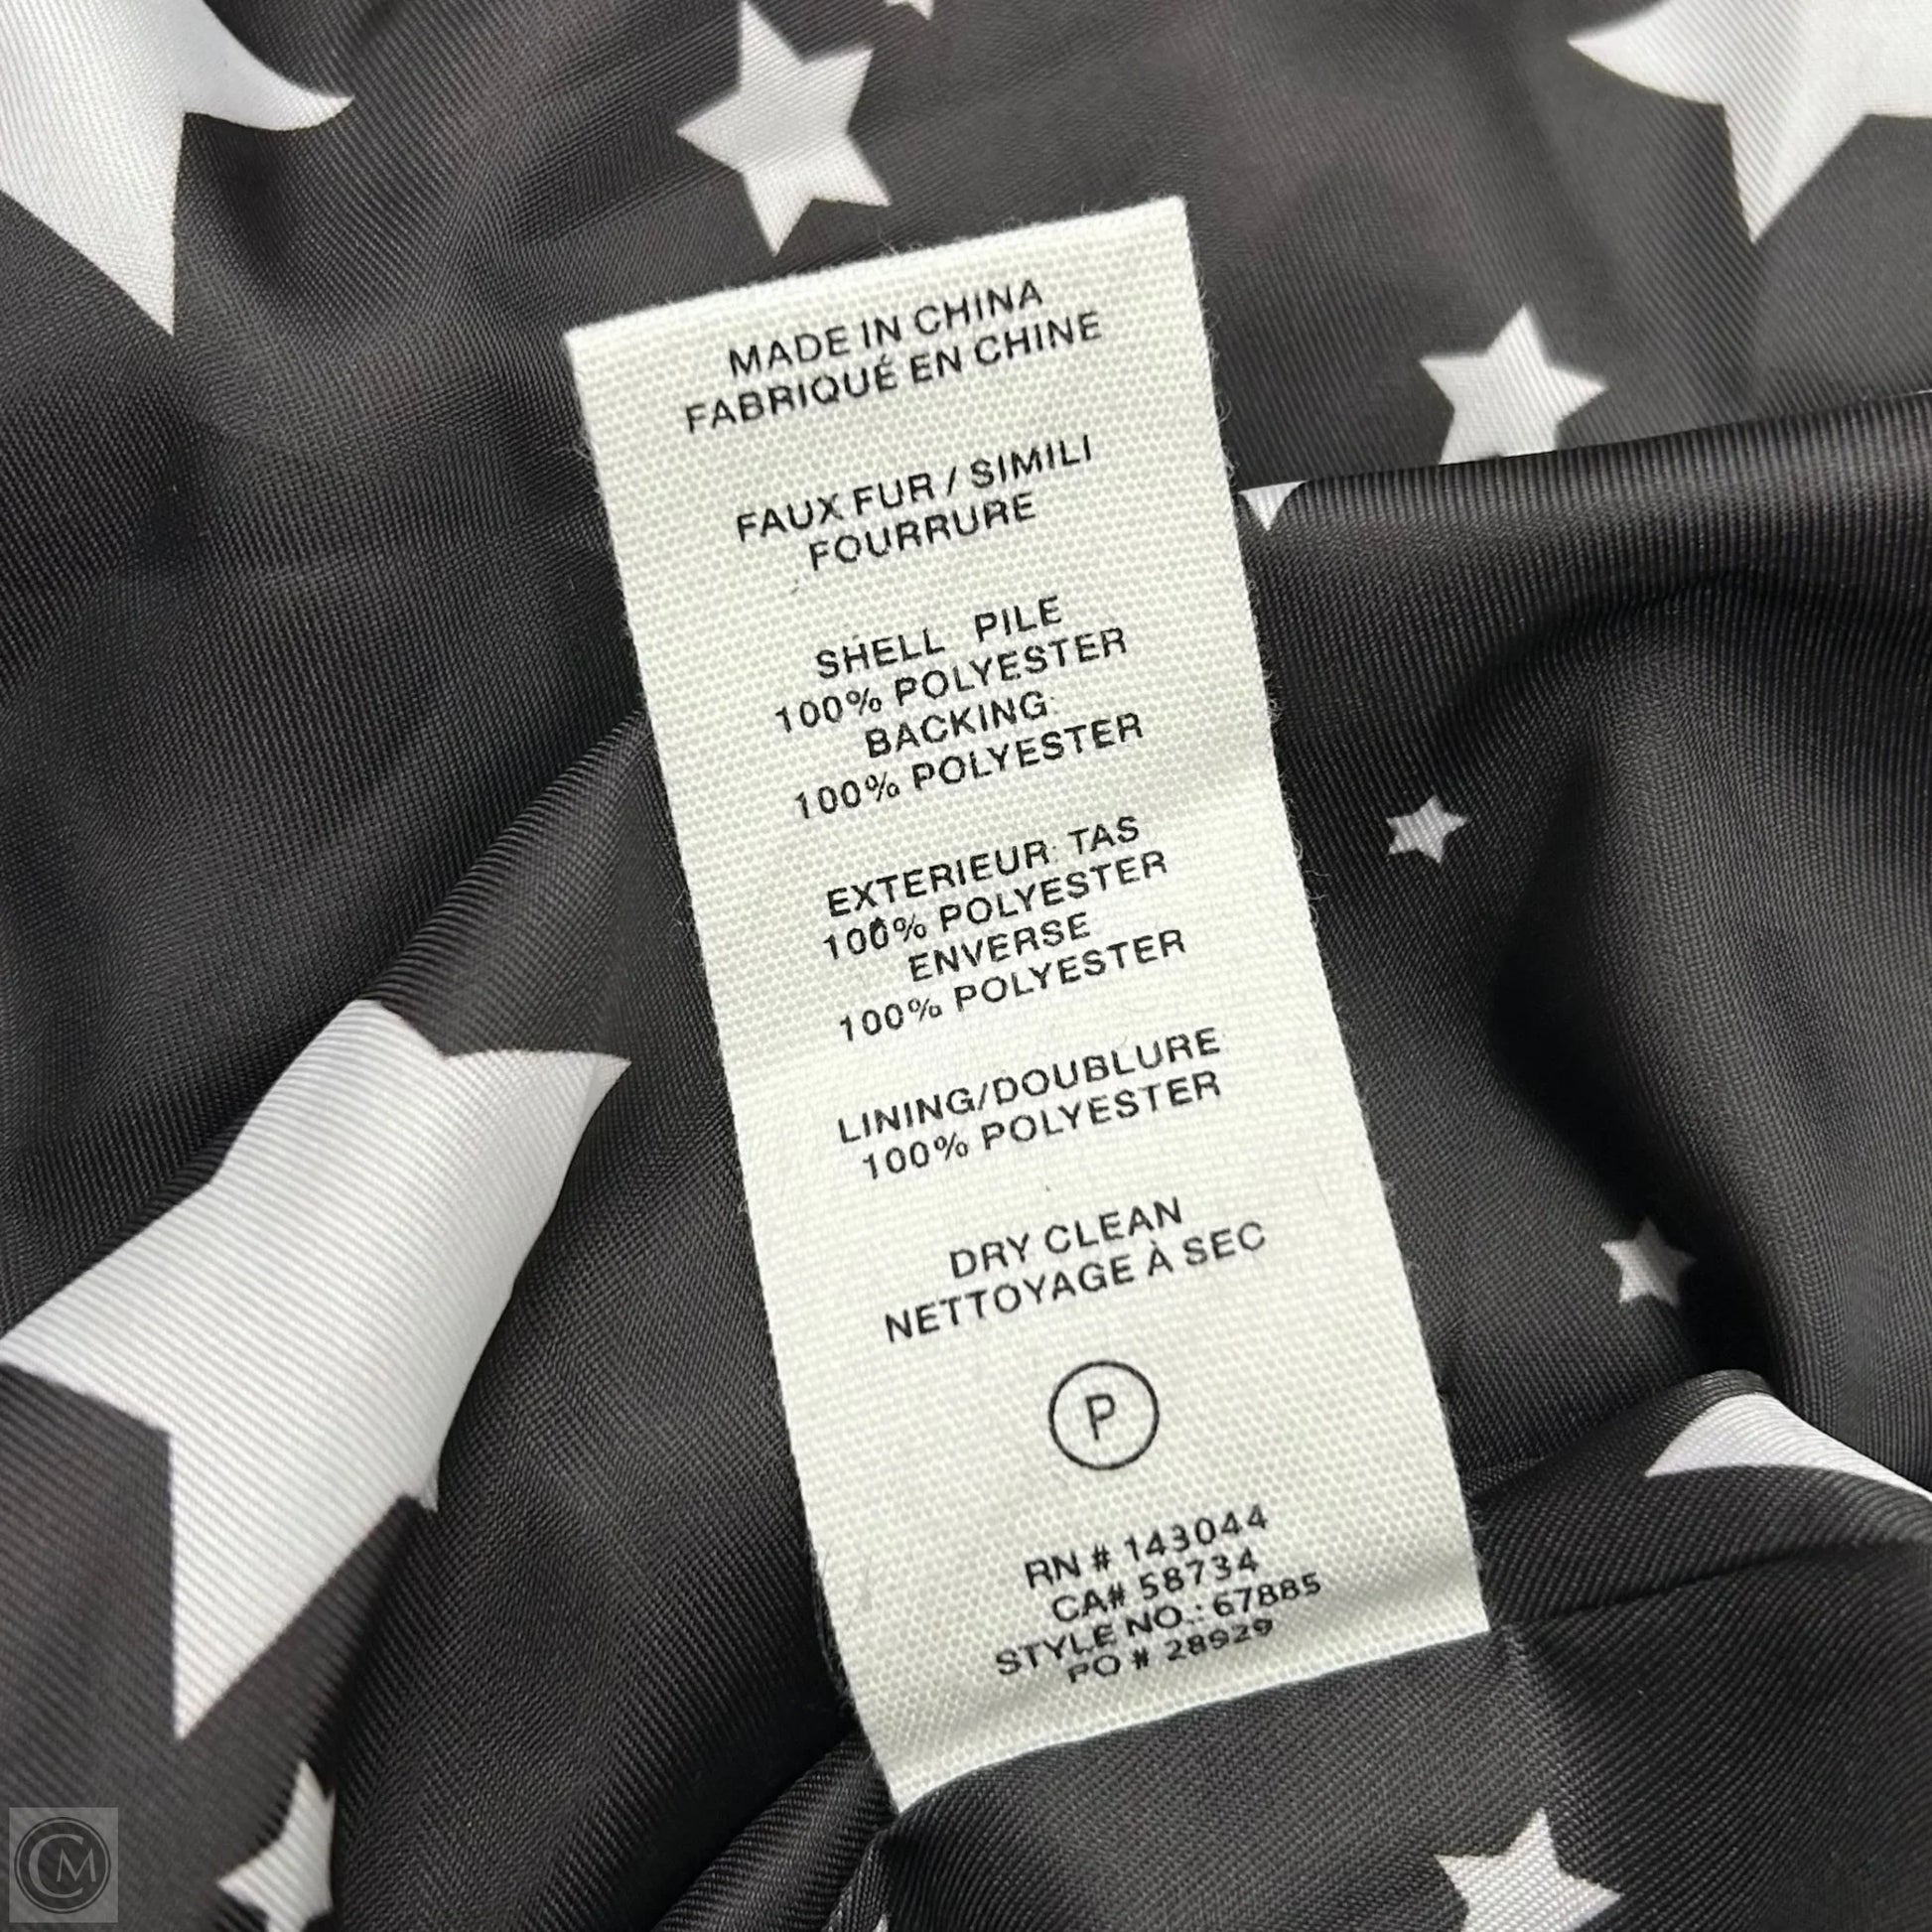 MADE IN CHINA
FABRIQUÉ EN CHINE
FAUX FUR / SIMILI
FOURRURE
SHELL PILE
100% POLYESTER
BACKING:
100% POLYESTER
EXTERIEUR: TAS
100% POLYESTER
ENVERSE
100% POLYESTER
LINING/DOUBLURE
100% POLYESTER
DRY CLEAN
NETTOYAGE À SEC
P
RN # 143044
CA# 58734
STYLE NO.: 67885
PO # 28929
CM